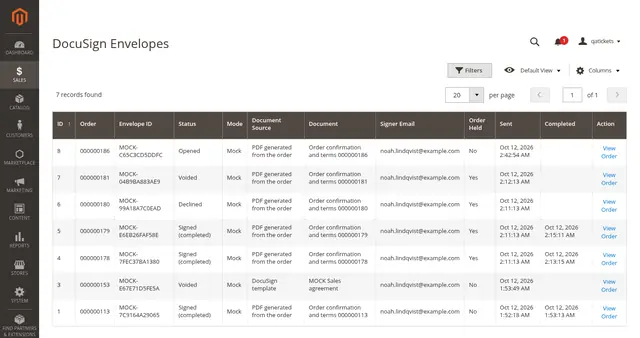 DocuSign Envelopes
1
qatickets
DASHBOARD
SALES
CATALOG
CUSTOMERS
MARKETPLACE
MARKETING
CONTENT
REPORTS
STORES
SYSTEM
FIND PARTNERS
& EXTENSIONS
Filters
Default View
Columns
7 records found
20
per page
1
of 1
ID ↑ Order Envelope ID Status Mode Document Source Document Signer Email Order Held Sent Completed Action
8 000000186 MOCK-C65C3CD5DDFC Opened Mock PDF generated from the order Order confirmation and terms 000000186 noah.lindqvist@example.com No Oct 12, 2026 2:42:54 AM View Order
7 000000181 MOCK-04B9BA883AE9 Voided Mock PDF generated from the order Order confirmation and terms 000000181 noah.lindqvist@example.com Yes Oct 12, 2026 2:12:13 AM View Order
6 000000180 MOCK-99A18A7C0EAD Declined Mock PDF generated from the order Order confirmation and terms 000000180 noah.lindqvist@example.com Yes Oct 12, 2026 2:11:13 AM View Order
5 000000179 MOCK-E6EB26FAF58E Signed (completed) Mock PDF generated from the order Order confirmation and terms 000000179 noah.lindqvist@example.com Yes Oct 12, 2026 2:11:13 AM Oct 12, 2026 2:15:11 AM View Order
4 000000178 MOCK-7FEC37BA1380 Signed (completed) Mock PDF generated from the order Order confirmation and terms 000000178 noah.lindqvist@example.com Yes Oct 12, 2026 2:11:13 AM Oct 12, 2026 2:13:15 AM View Order
3 000000153 MOCK-E67E71D5FE5A Voided Mock DocuSign template MOCK Sales agreement noah.lindqvist@example.com No Oct 12, 2026 1:53:49 AM View Order
1 000000113 MOCK-7C9164A29065 Signed (completed) Mock PDF generated from the order Order confirmation and terms 000000113 noah.lindqvist@example.com No Oct 12, 2026 1:52:18 AM Oct 12, 2026 1:53:13 AM View Order